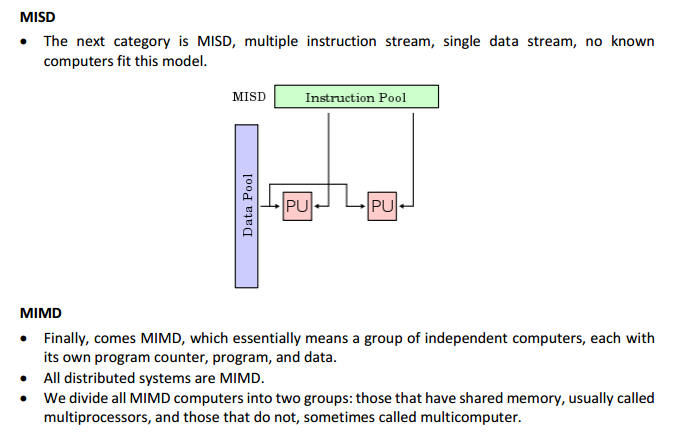 MISD
• The next category is MISD, multiple instruction stream, single data stream, no known
computers fit this model.
MISD
Instruction Pool
Data Pool
PU
PU
MIMD
• Finally, comes MIMD, which essentially means a group of independent computers, each with
its own program counter, program, and data.
• All distributed systems are MIMD.
• We divide all MIMD computers into two groups: those that have shared memory, usually called
multiprocessors, and those that do not, sometimes called multicomputer.